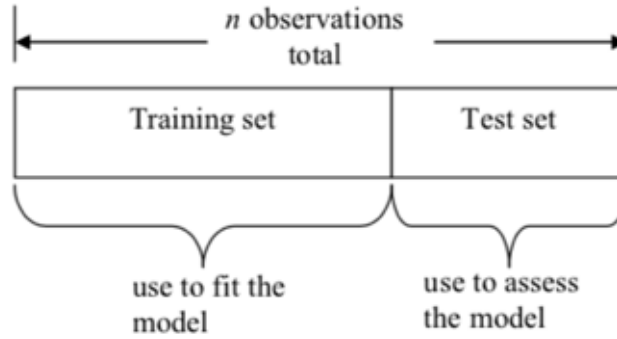 n observations
total
Training set
Test set
use to fit the
model
use to assess
the model